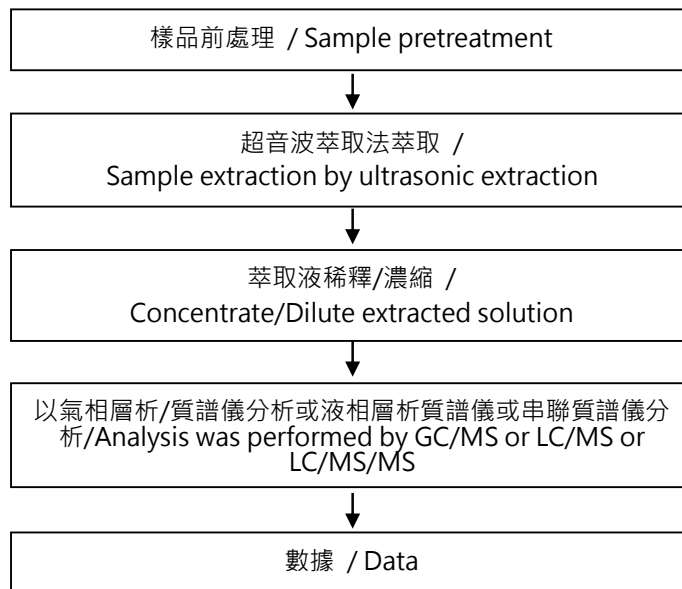 樣品前處理 / Sample pretreatment
超音波萃取法萃取 /
Sample extraction by ultrasonic extraction
萃取液稀釋/濃縮 /
Concentrate/Dilute extracted solution
以氣相層析/質譜儀分析或液相層析質譜儀或串聯質譜儀分
析/Analysis was performed by GC/MS or LC/MS or
LC/MS/MS
數據 / Data